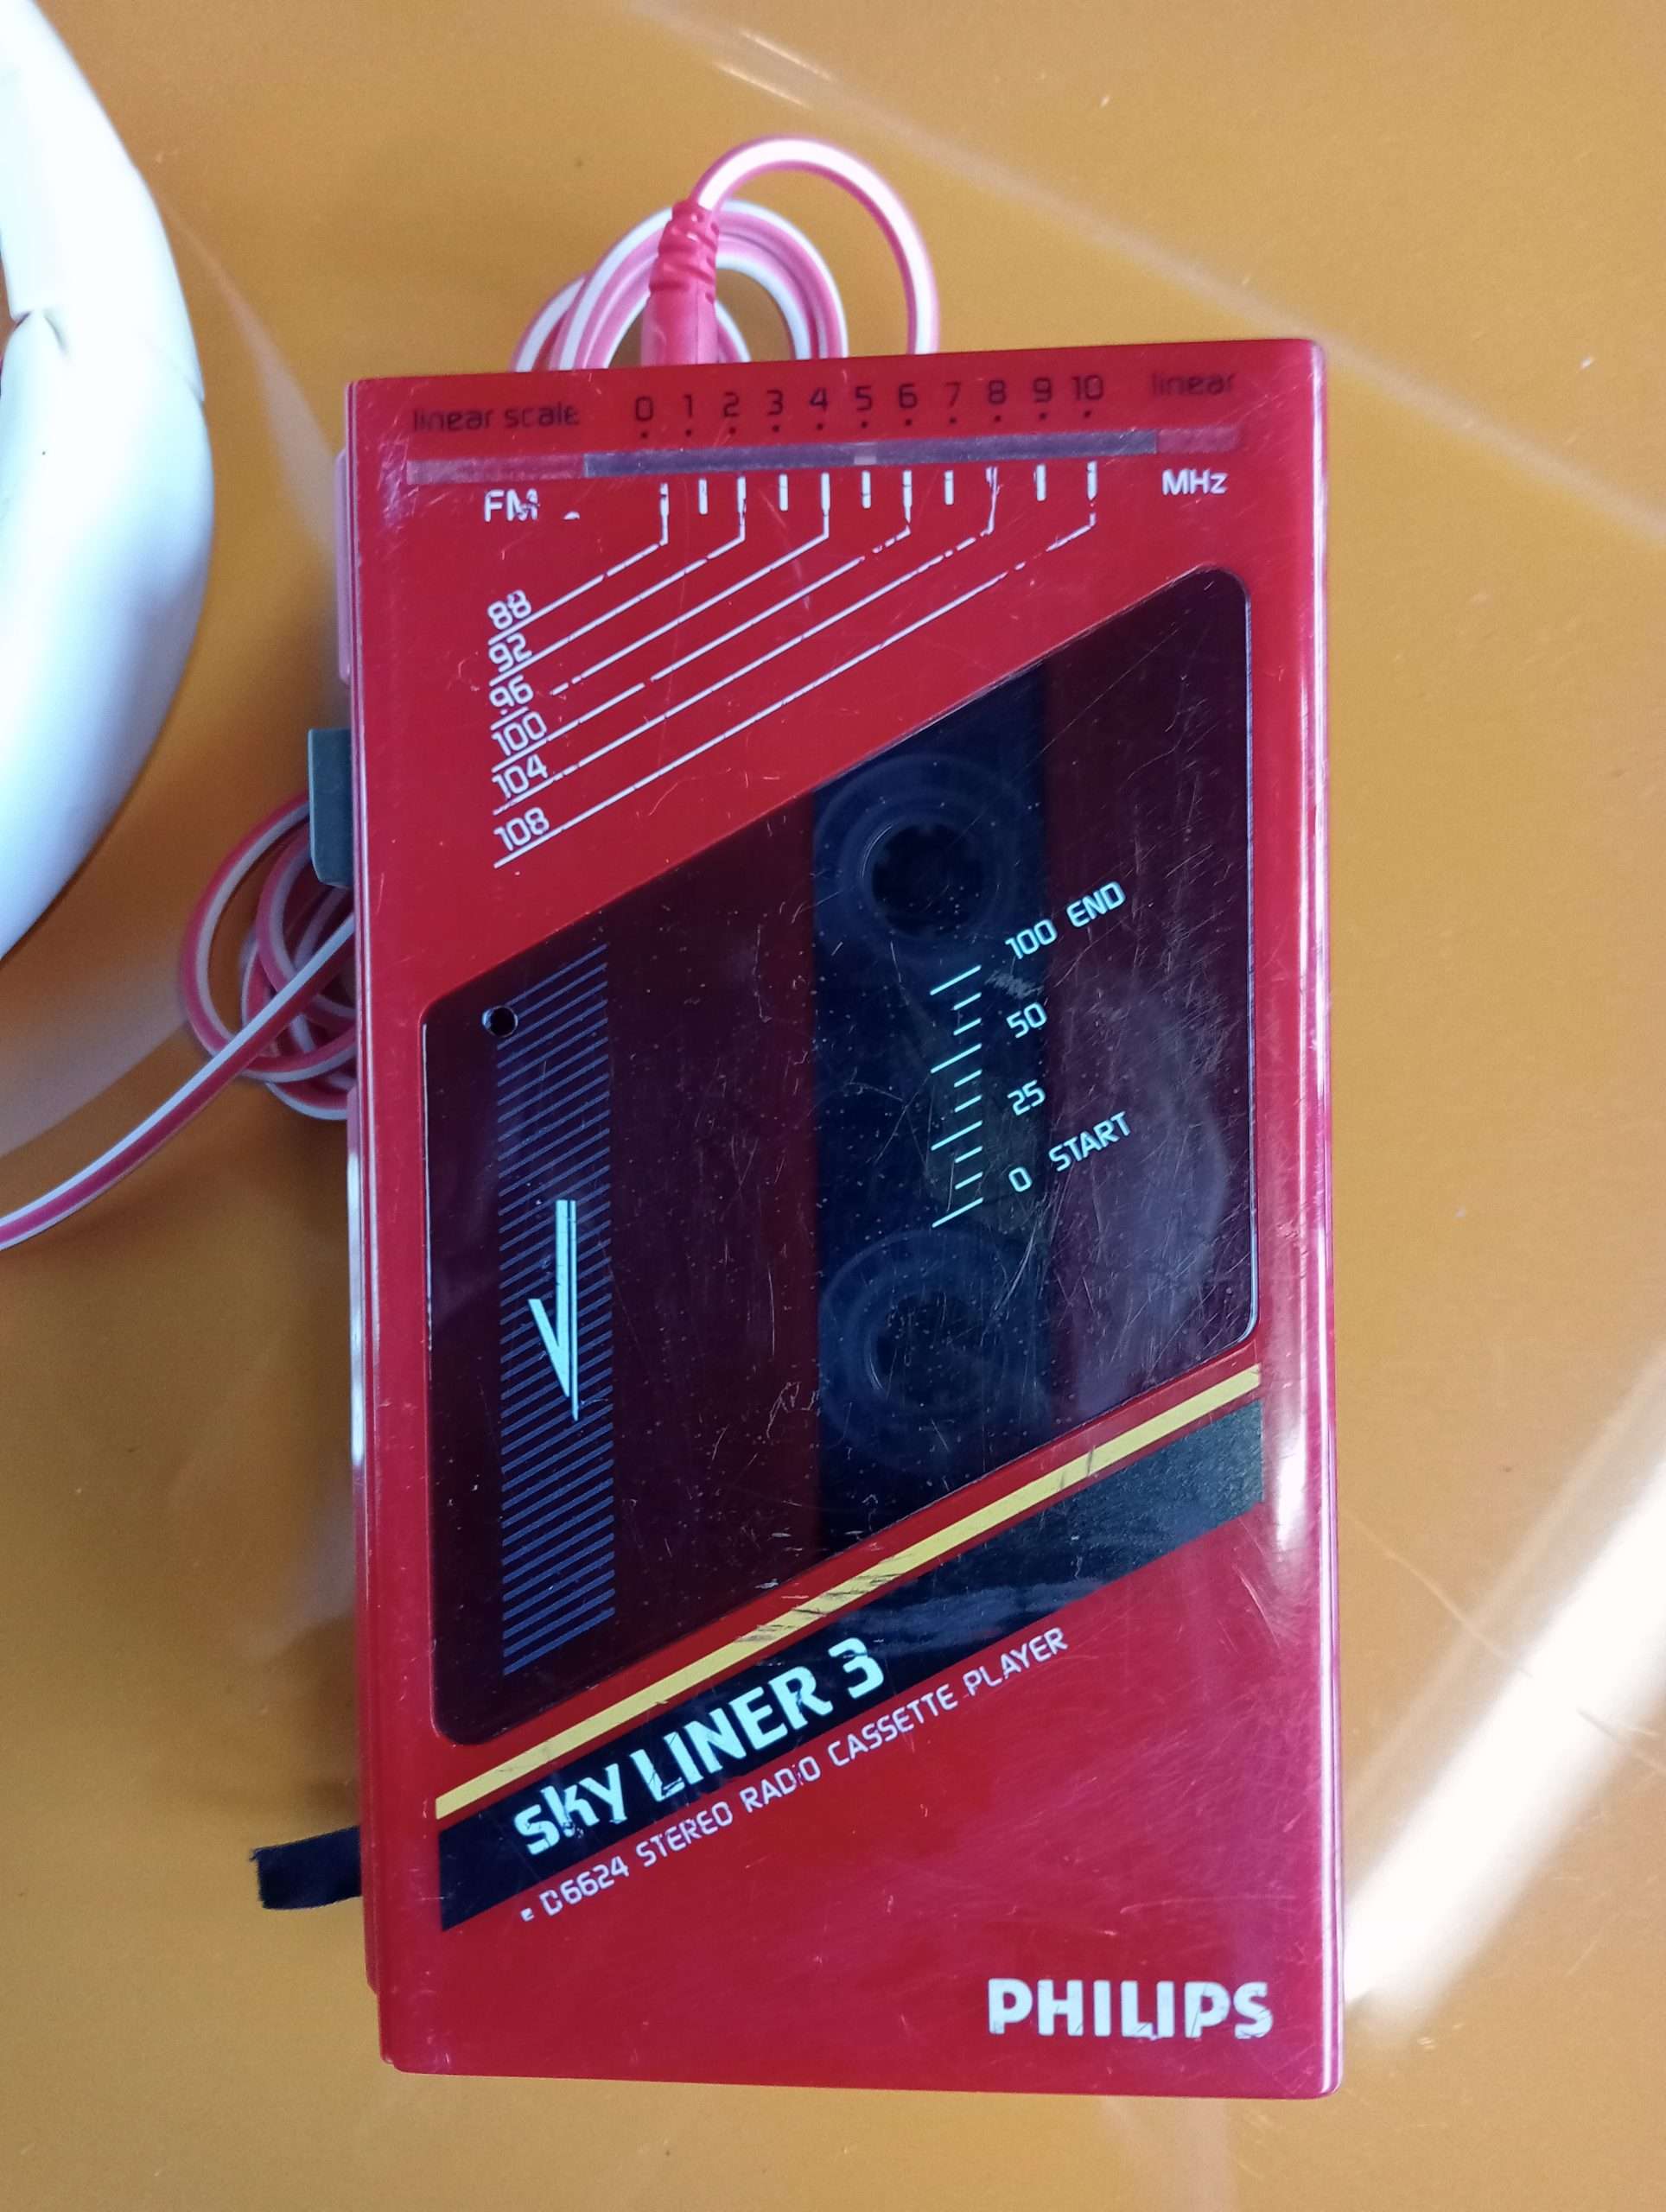 linear scale 0 1 2 3 4 5 6 7 8 9 10 linear
FM MHz
88
92
96
100
104
108
100 END
50
25
0 START
sky LINER 3
D6624 STEREO RADIO CASSETTE PLAYER
PHILIPS